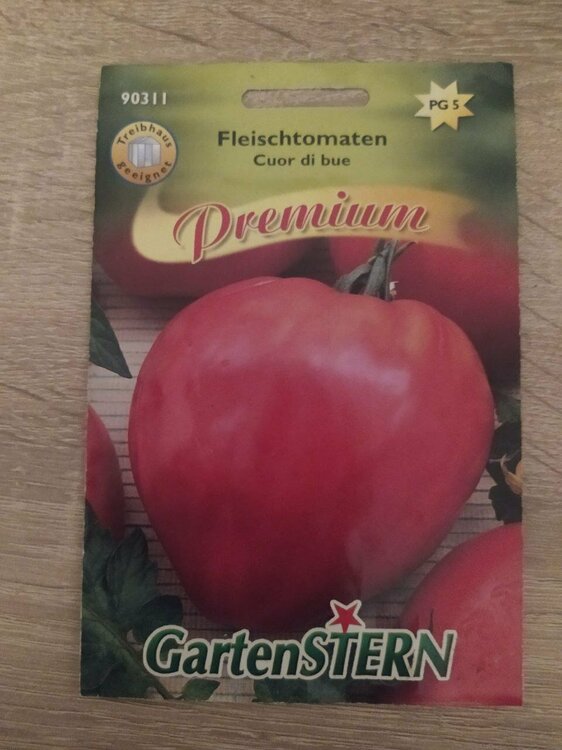 90311
PG 5
Treibhaus
geeignet
Fleischtomaten
Cuor di bue
Premium
GartenSTERN